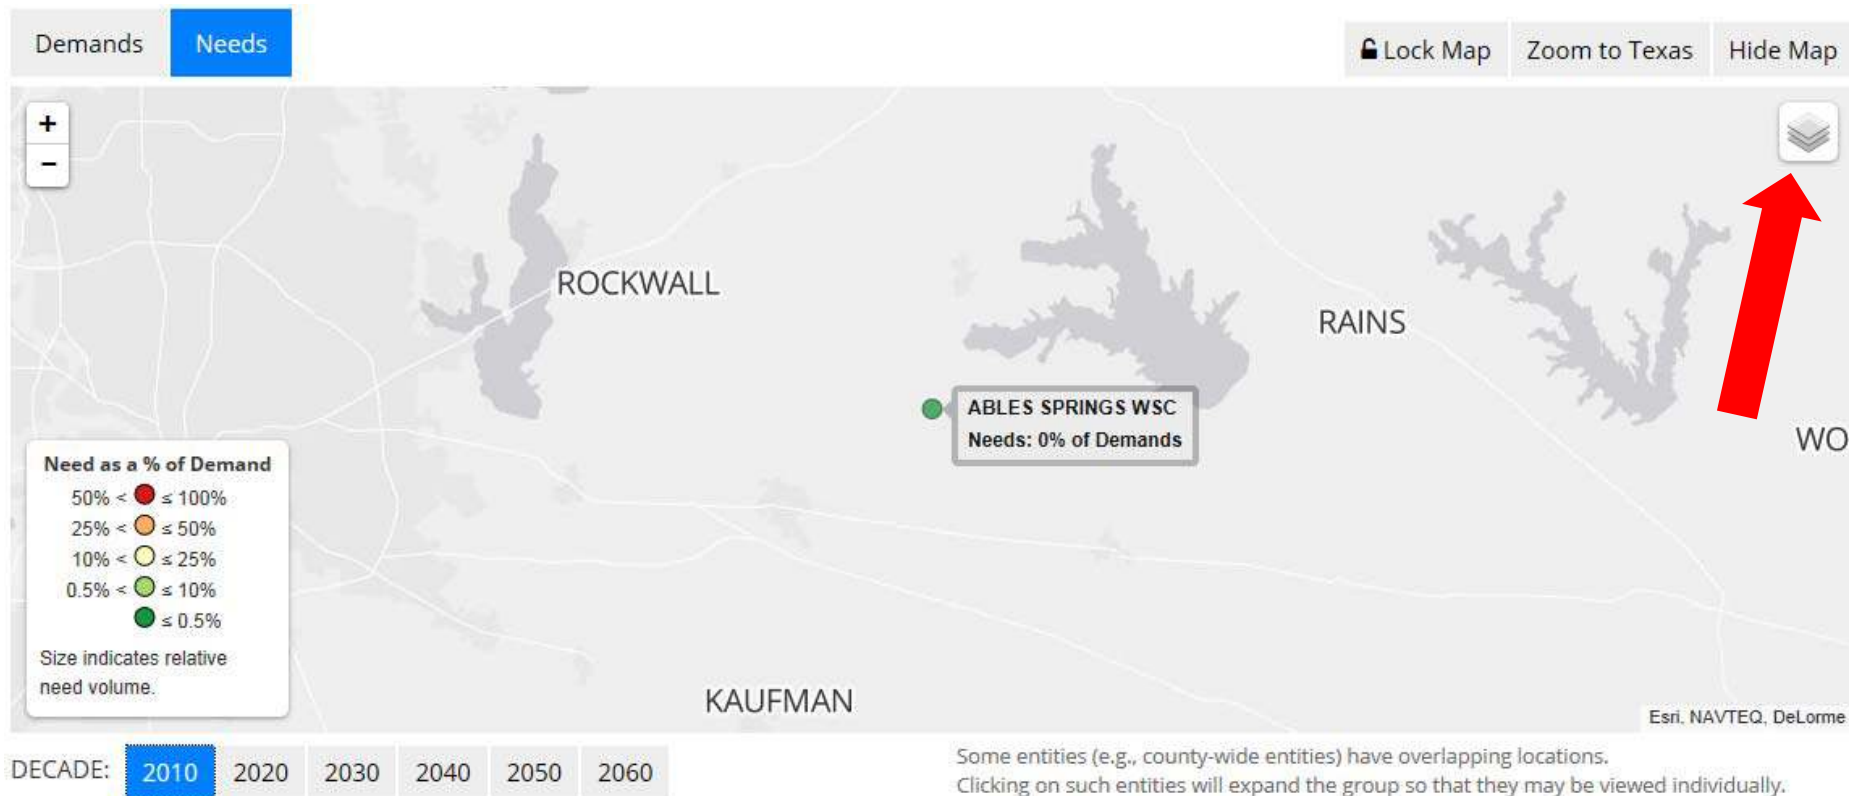 Demands Needs
Lock Map Zoom to Texas Hide Map
+
−
ROCKWALL
RAINS
ABLES SPRINGS WSC
Needs: 0% of Demands
WO
Need as a % of Demand
50% < ≤ 100%
25% < ≤ 50%
10% < ≤ 25%
0.5% < ≤ 10%
≤ 0.5%
Size indicates relative
need volume.
KAUFMAN
Esri, NAVTEQ, DeLorme
DECADE: 2010 2020 2030 2040 2050 2060
Some entities (e.g., county-wide entities) have overlapping locations.
Clicking on such entities will expand the group so that they may be viewed individually.